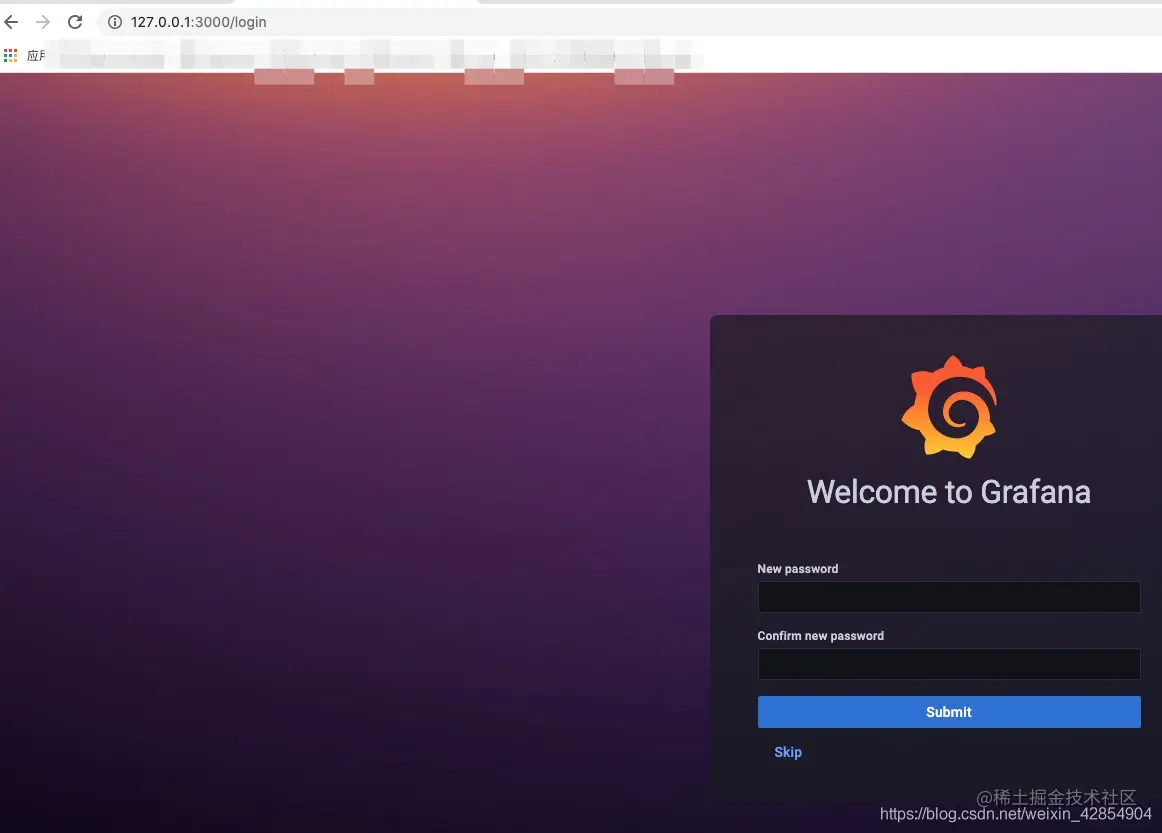 127.0.0.1:3000/login
应用
Welcome to Grafana
New password
Confirm new password
Submit
Skip
@稀土掘金技术社区
https://blog.csdn.net/weixin_42854904